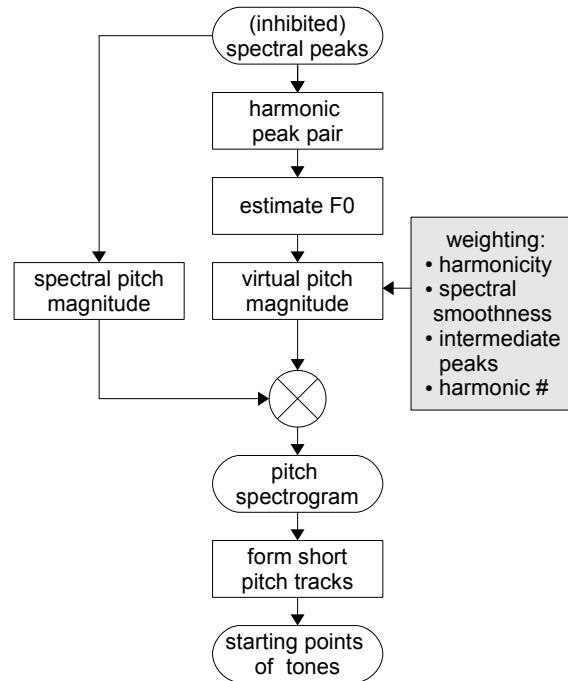 (inhibited)
spectral peaks
harmonic
peak pair
estimate F0
spectral pitch
magnitude
virtual pitch
magnitude
weighting:
• harmonicity
• spectral
smoothness
• intermediate
peaks
• harmonic #
pitch
spectrogram
form short
pitch tracks
starting points
of tones